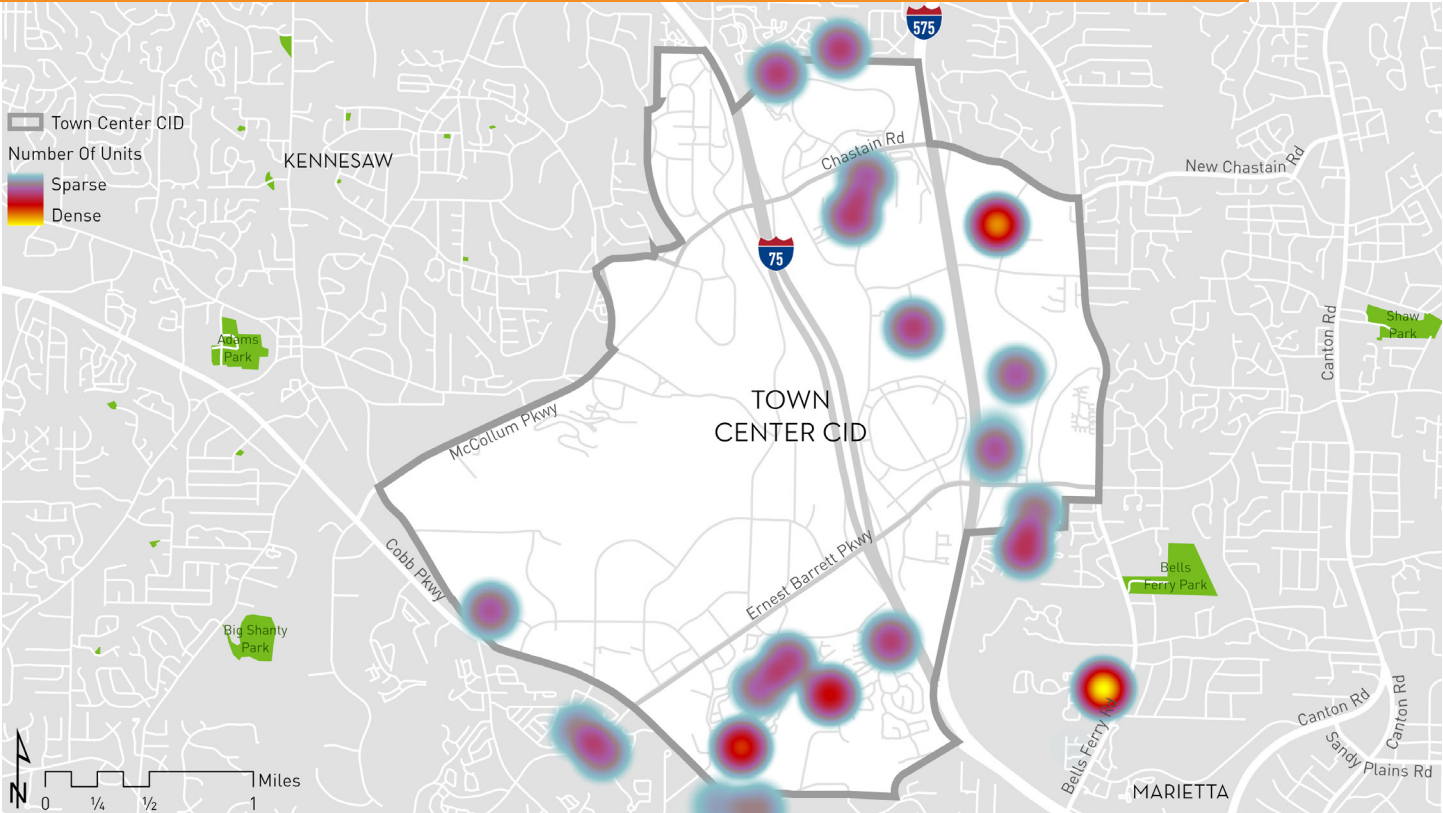 575
Town Center CID
Number Of Units
Sparse
Dense
KENNESAW
Chastain Rd
New Chastain Rd
75
Adams
Park
Shaw
Park
Canton Rd
TOWN
CENTER CID
McCollum Pkwy
Cobb Pkwy
Ernest Barrett Pkwy
Bells
Ferry Park
Big Shanty
Park
Bells Ferry Rd
Canton Rd
Canton Rd
Sandy Plains Rd
MARIETTA
N
Miles
0 ¼ ½ 1